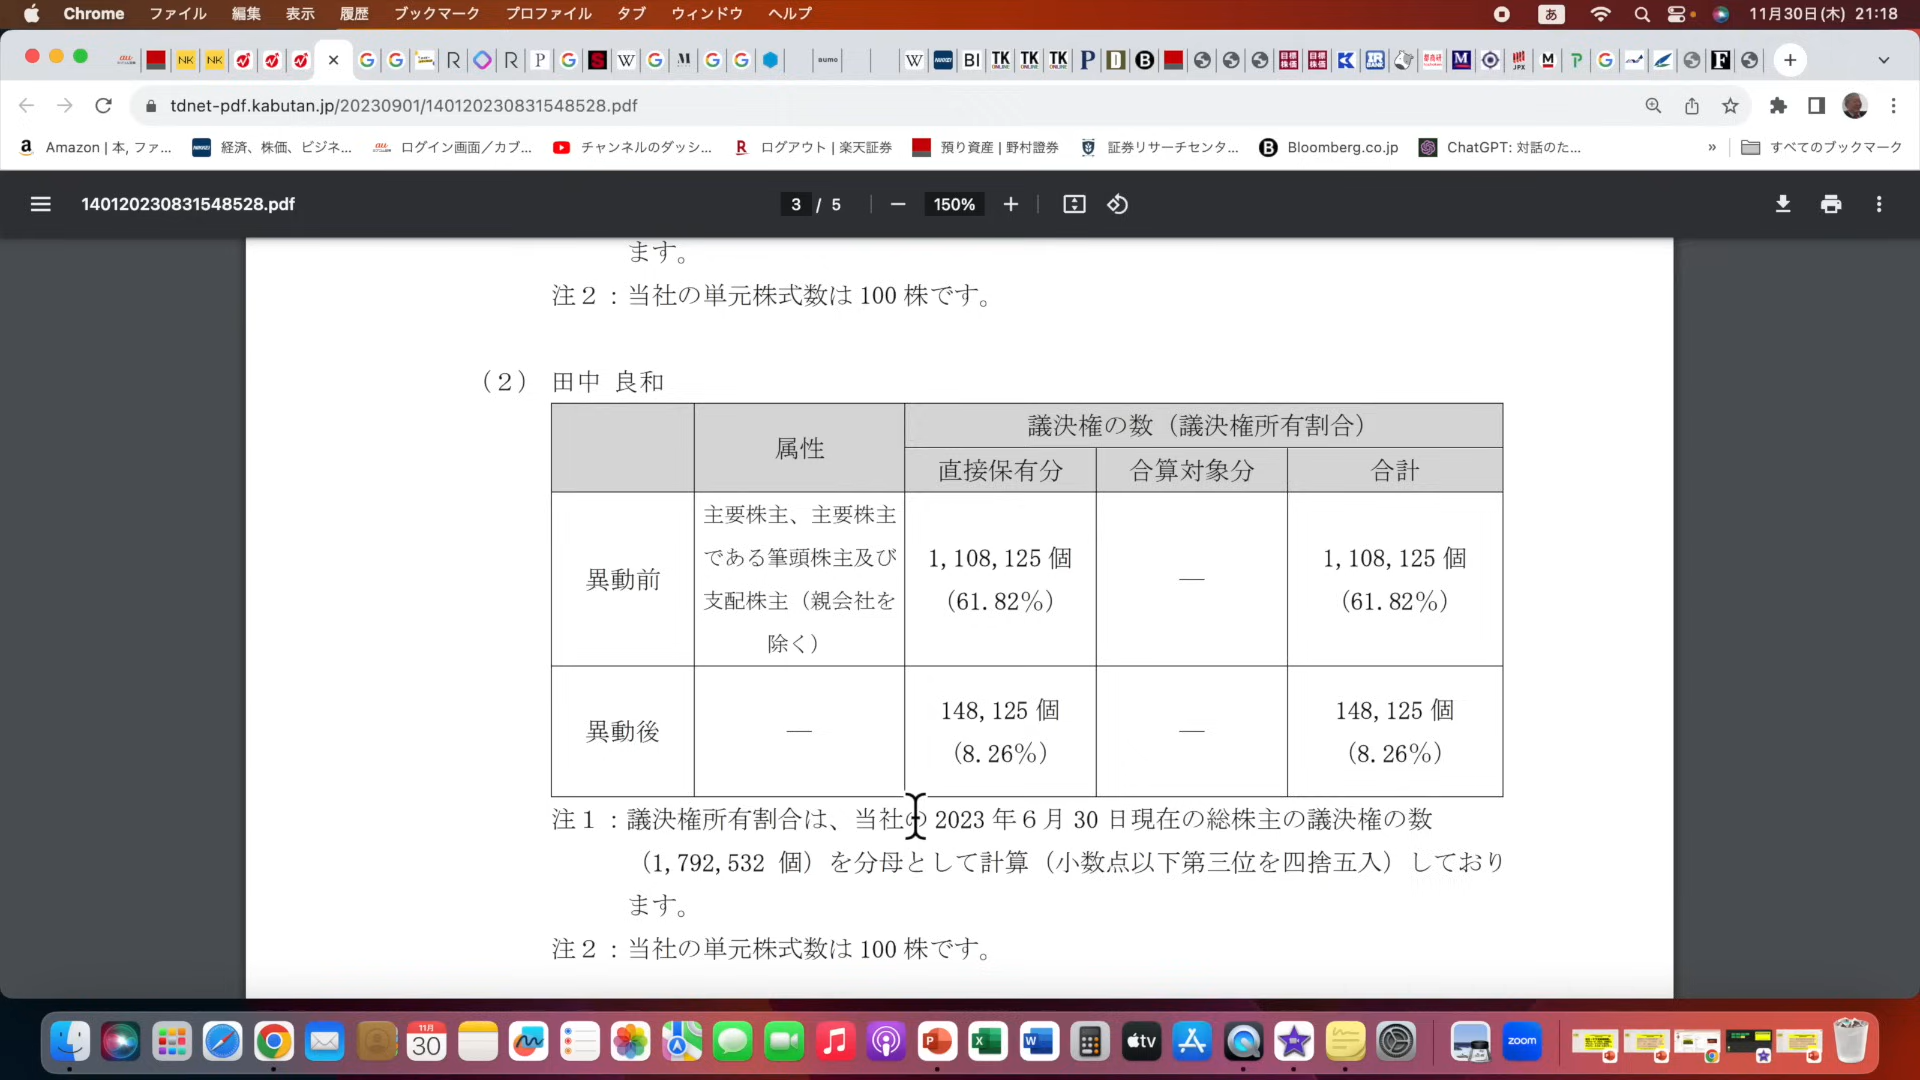 Chrome ファイル 編集 表示 履歴 ブックマーク プロファイル タブ ウィンドウ ヘルプ あ 11月30日(木) 21:18
tdnet-pdf.kabutan.jp/20230901/140120230831548528.pdf
Amazon | 本, ファ... 経済、株価、ビジネ... ログイン画面／カブ... チャンネルのダッシ... ログアウト | 楽天証券 預り資産 | 野村證券 証券リサーチセンタ... Bloomberg.co.jp ChatGPT: 対話のた... » すべてのブックマーク
140120230831548528.pdf 3 / 5 150%
ます。
注２：当社の単元株式数は 100 株です。
（２） 田中 良和
属性 議決権の数（議決権所有割合）
直接保有分 合算対象分 合計
異動前 主要株主、主要株主である筆頭株主及び支配株主（親会社を除く） 1,108,125 個 （61.82％） ― 1,108,125 個 （61.82％）
異動後 ― 148,125 個 （8.26％） ― 148,125 個 （8.26％）
注１：議決権所有割合は、当社の 2023 年６月 30 日現在の総株主の議決権の数
（1,792,532 個）を分母として計算（小数点以下第三位を四捨五入）しており
ます。
注２：当社の単元株式数は 100 株です。
11月 30 tv zoom